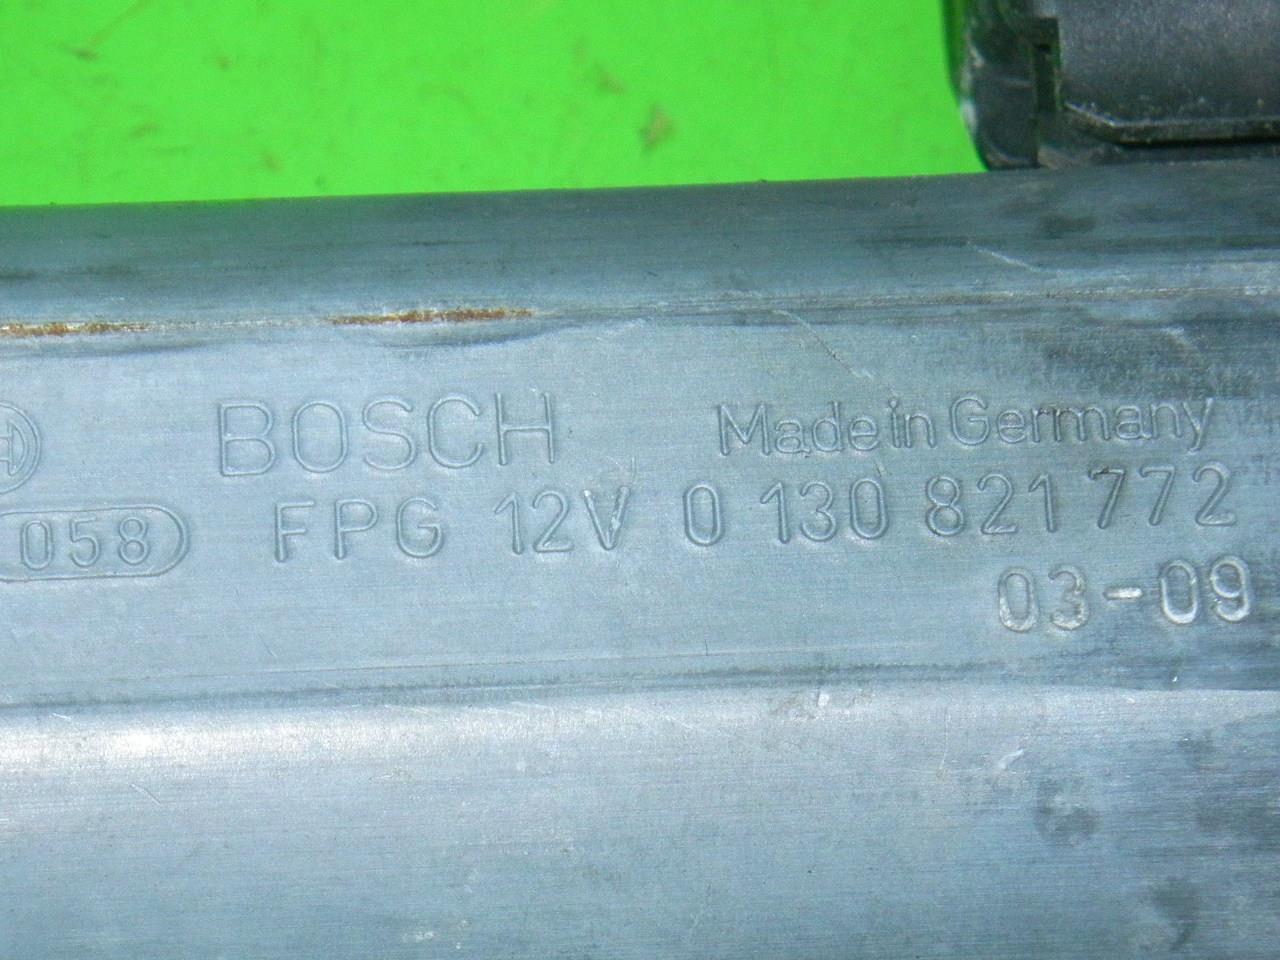 BOSCH Made in Germany
058 FPG 12V 0 130 821 772
03-09